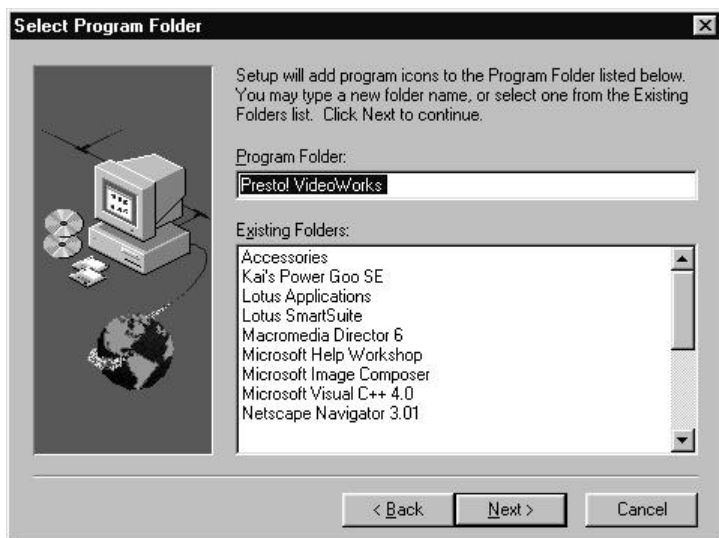 Select Program Folder
Setup will add program icons to the Program Folder listed below.
You may type a new folder name, or select one from the Existing
Folders list. Click Next to continue.
Program Folder:
Presto! VideoWorks
Existing Folders:
Accessories
Kai's Power Goo SE
Lotus Applications
Lotus SmartSuite
Macromedia Director 6
Microsoft Help Workshop
Microsoft Image Composer
Microsoft Visual C++ 4.0
Netscape Navigator 3.01
< Back
Next >
Cancel